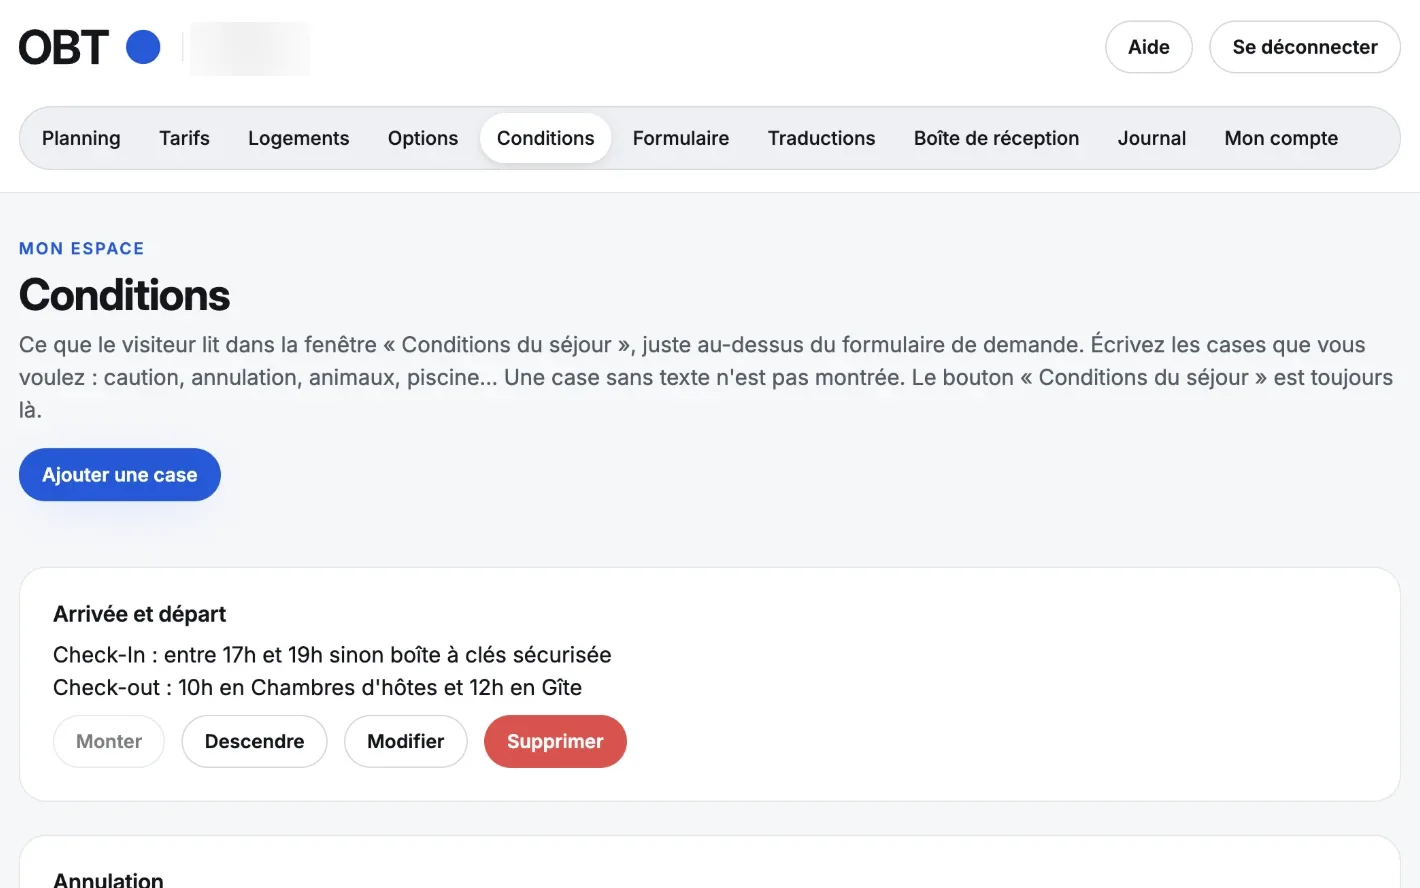 OBT
Aide
Se déconnecter
Planning
Tarifs
Logements
Options
Conditions
Formulaire
Traductions
Boîte de réception
Journal
Mon compte
MON ESPACE
Conditions
Ce que le visiteur lit dans la fenêtre « Conditions du séjour », juste au-dessus du formulaire de demande. Écrivez les cases que vous
voulez : caution, annulation, animaux, piscine... Une case sans texte n'est pas montrée. Le bouton « Conditions du séjour » est toujours
là.
Ajouter une case
Arrivée et départ
Check-In : entre 17h et 19h sinon boîte à clés sécurisée
Check-out : 10h en Chambres d'hôtes et 12h en Gîte
Monter
Descendre
Modifier
Supprimer
Annulation